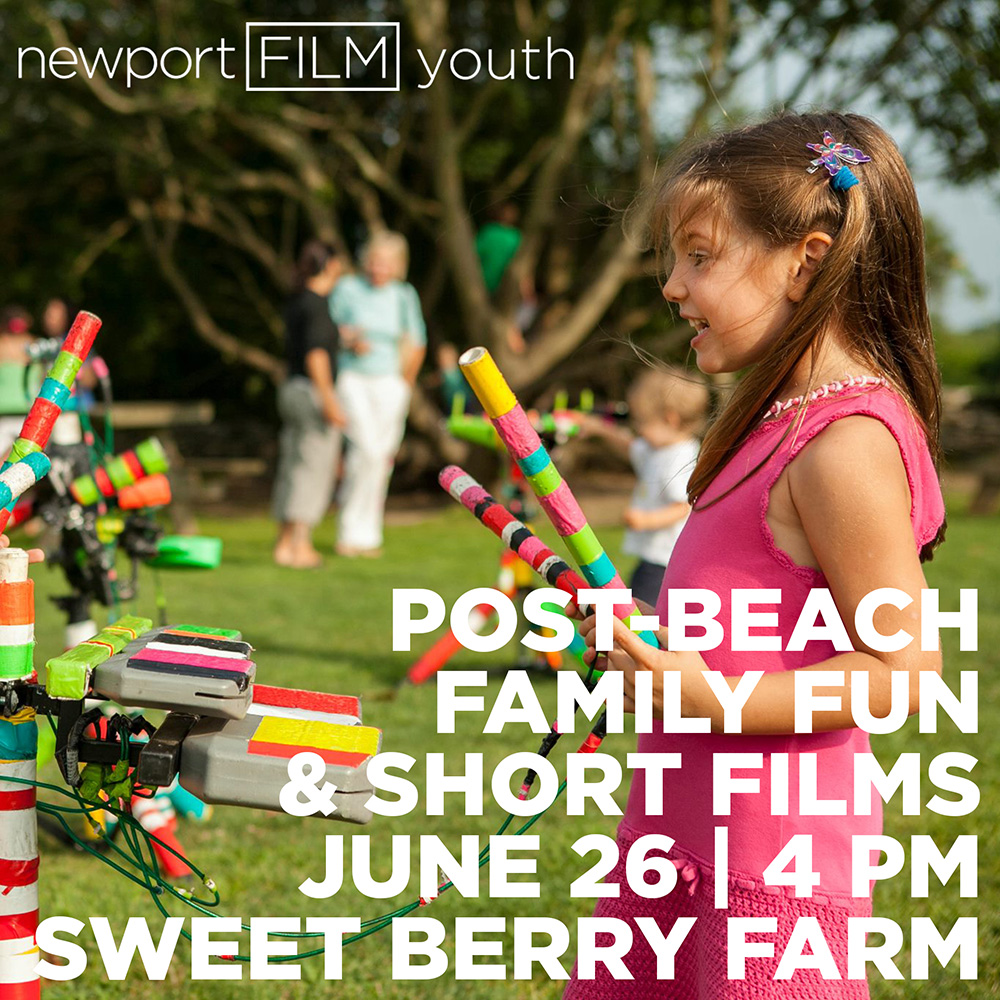 newport FILM youth
POST-BEACH
FAMILY FUN
& SHORT FILMS
JUNE 26 | 4 PM
SWEET BERRY FARM